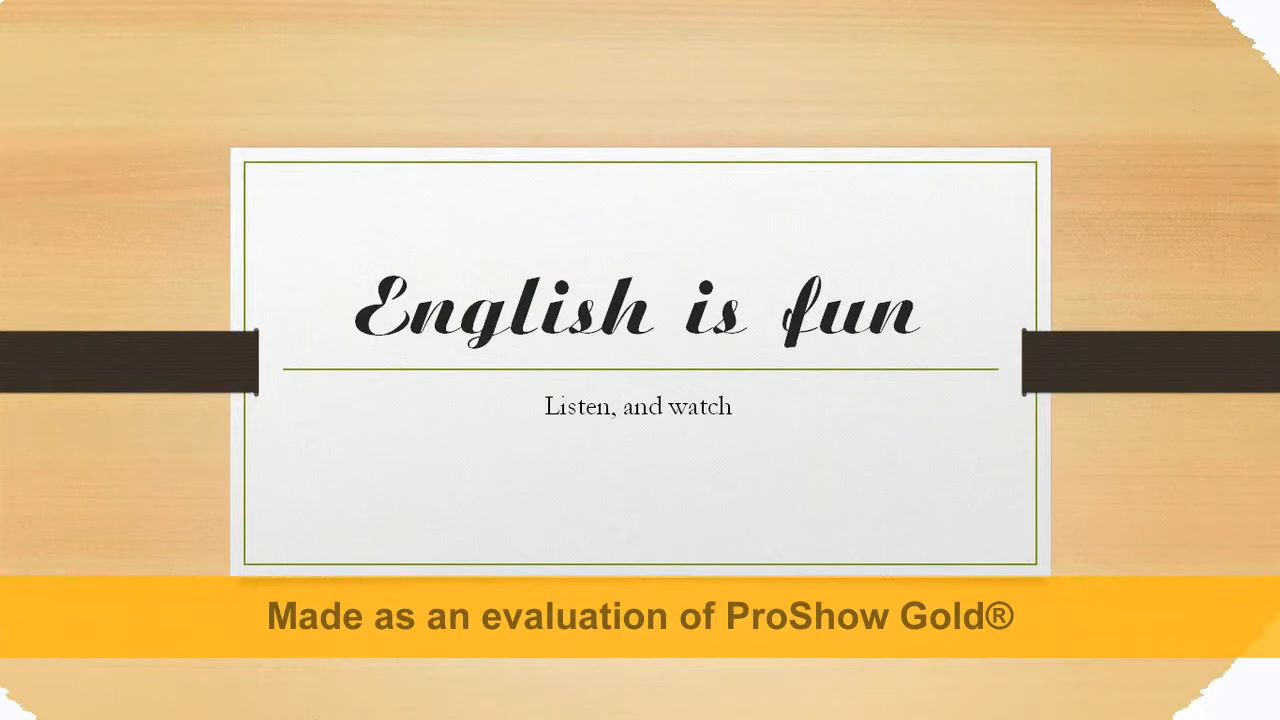 English is fun
Listen, and watch
Made as an evaluation of ProShow Gold®